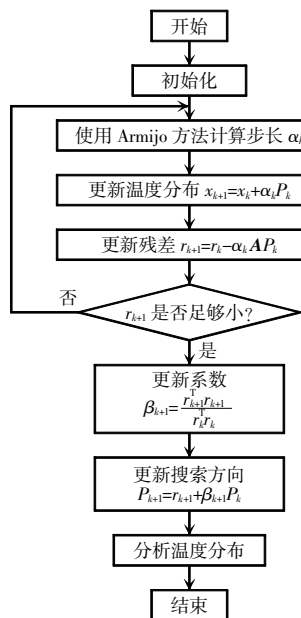 开始
初始化
使用 Armijo 方法计算步长 αₖ
更新温度分布 xₖ₊₁=xₖ+αₖPₖ
更新残差 rₖ₊₁=rₖ-αₖAPₖ
否
rₖ₊₁ 是否足够小?
是
更新系数
βₖ₊₁=rᵀₖ₊₁rₖ₊₁/rᵀₖrₖ
更新搜索方向
Pₖ₊₁=rₖ₊₁+βₖ₊₁Pₖ
分析温度分布
结束